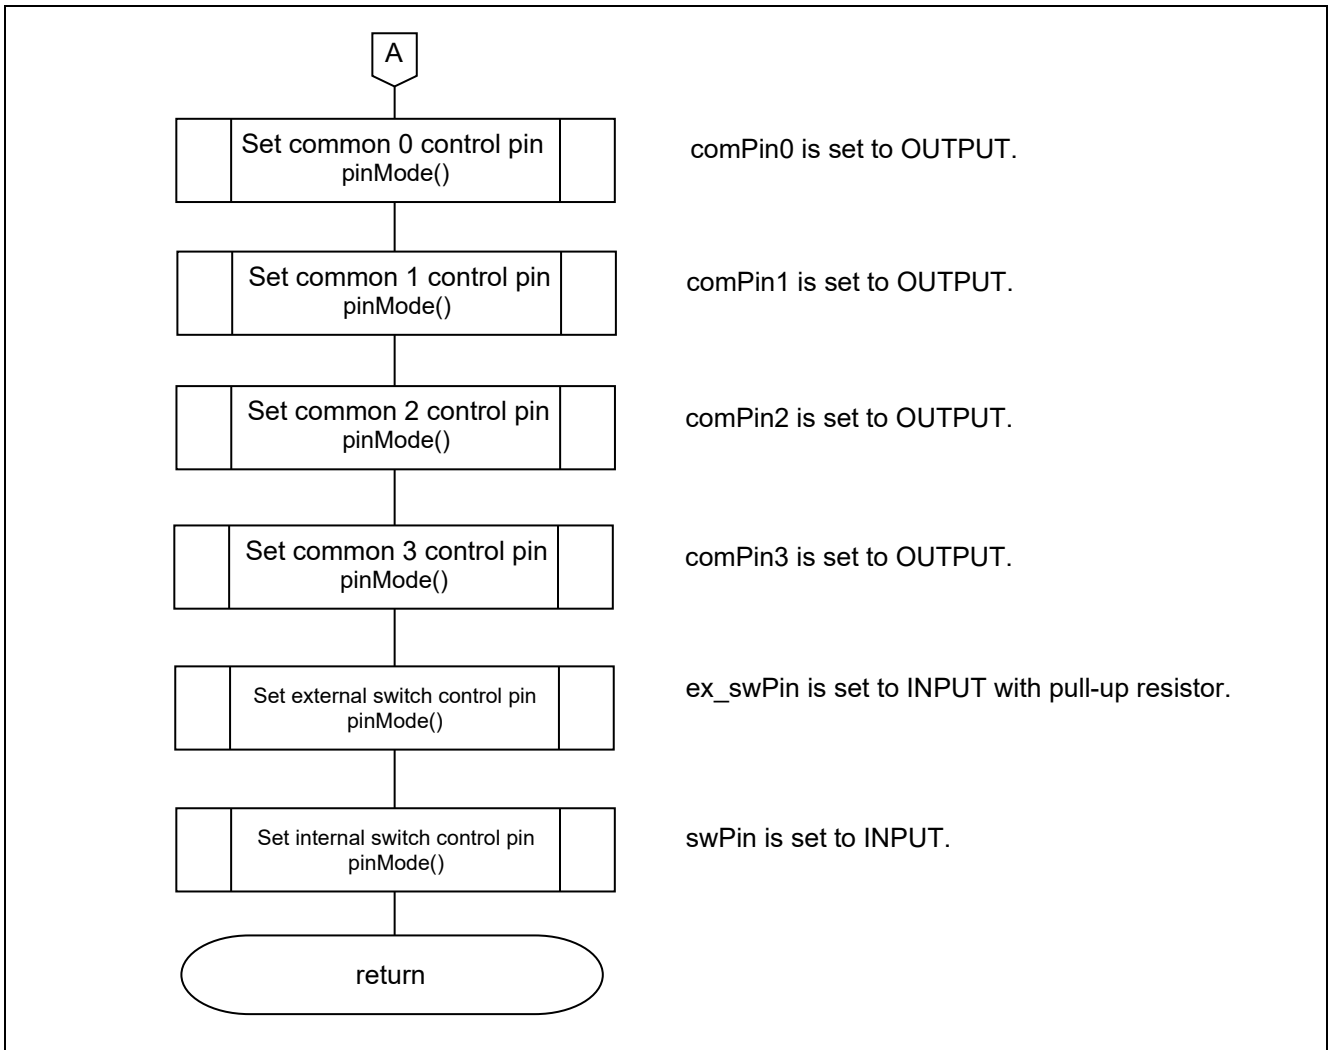 A
Set common 0 control pin
pinMode()
comPin0 is set to OUTPUT.
Set common 1 control pin
pinMode()
comPin1 is set to OUTPUT.
Set common 2 control pin
pinMode()
comPin2 is set to OUTPUT.
Set common 3 control pin
pinMode()
comPin3 is set to OUTPUT.
Set external switch control pin
pinMode()
ex_swPin is set to INPUT with pull-up resistor.
Set internal switch control pin
pinMode()
swPin is set to INPUT.
return